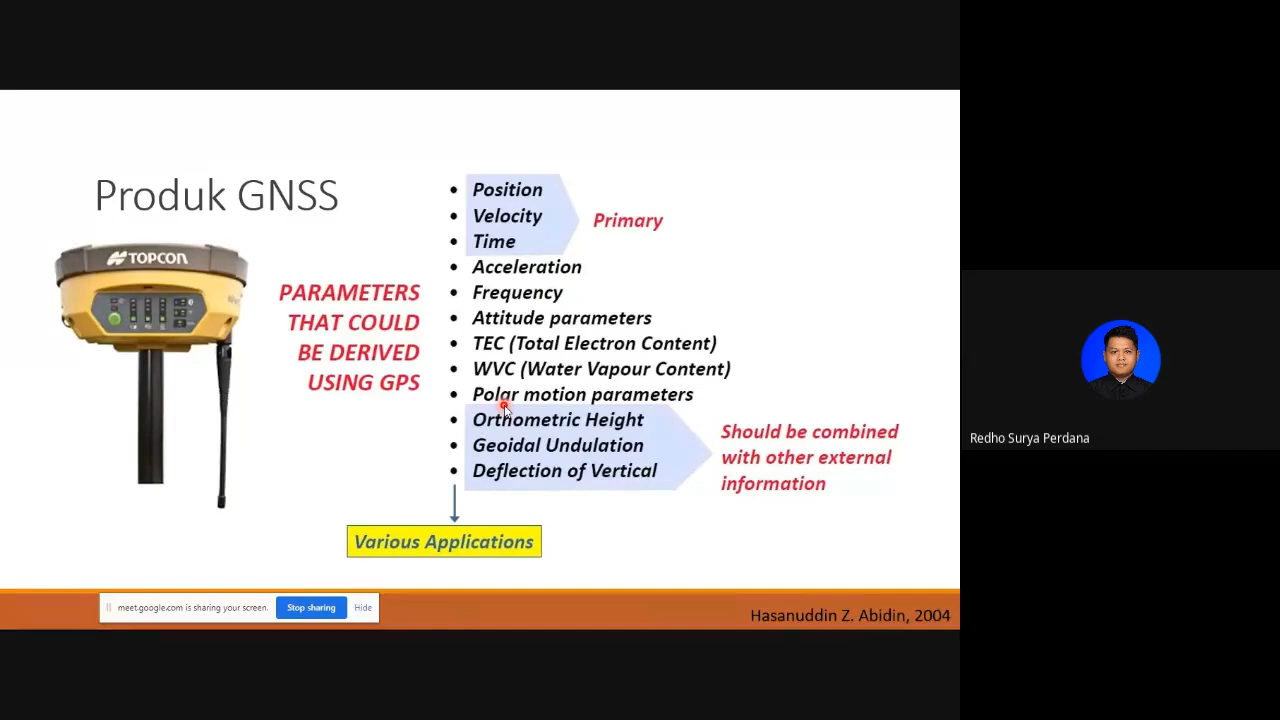 Produk GNSS
TOPCON
PARAMETERS
THAT COULD
BE DERIVED
USING GPS
• Position
• Velocity
• Time
Primary
• Acceleration
• Frequency
• Attitude parameters
• TEC (Total Electron Content)
• WVC (Water Vapour Content)
• Polar motion parameters
• Orthometric Height
• Geoidal Undulation
• Deflection of Vertical
Should be combined
with other external
information
Various Applications
meet.google.com is sharing your screen.
Stop sharing
Hide
Hasanuddin Z. Abidin, 2004
Redho Surya Perdana